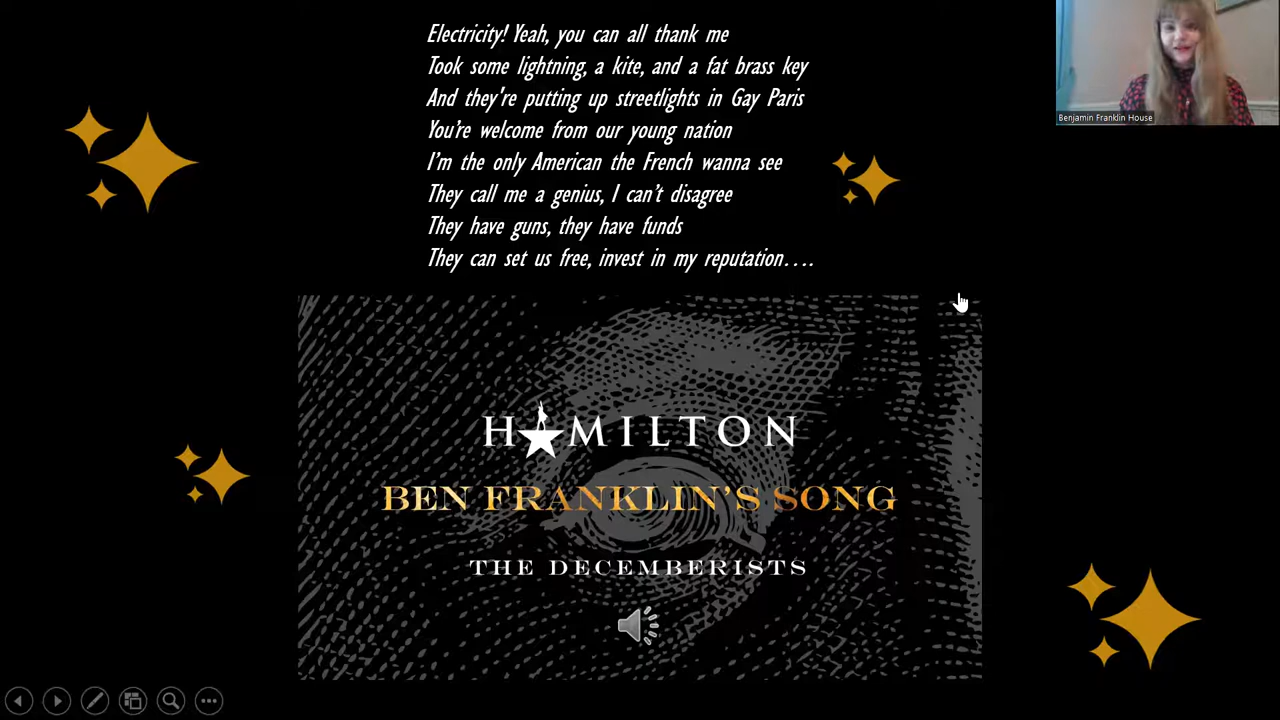 Electricity! Yeah, you can all thank me
Took some lightning, a kite, and a fat brass key
And they're putting up streetlights in Gay Paris
You're welcome from our young nation
I'm the only American the French wanna see
They call me a genius, I can't disagree
They have guns, they have funds
They can set us free, invest in my reputation….
Benjamin Franklin House
HAMILTON
BEN FRANKLIN'S SONG
THE DECEMBERISTS